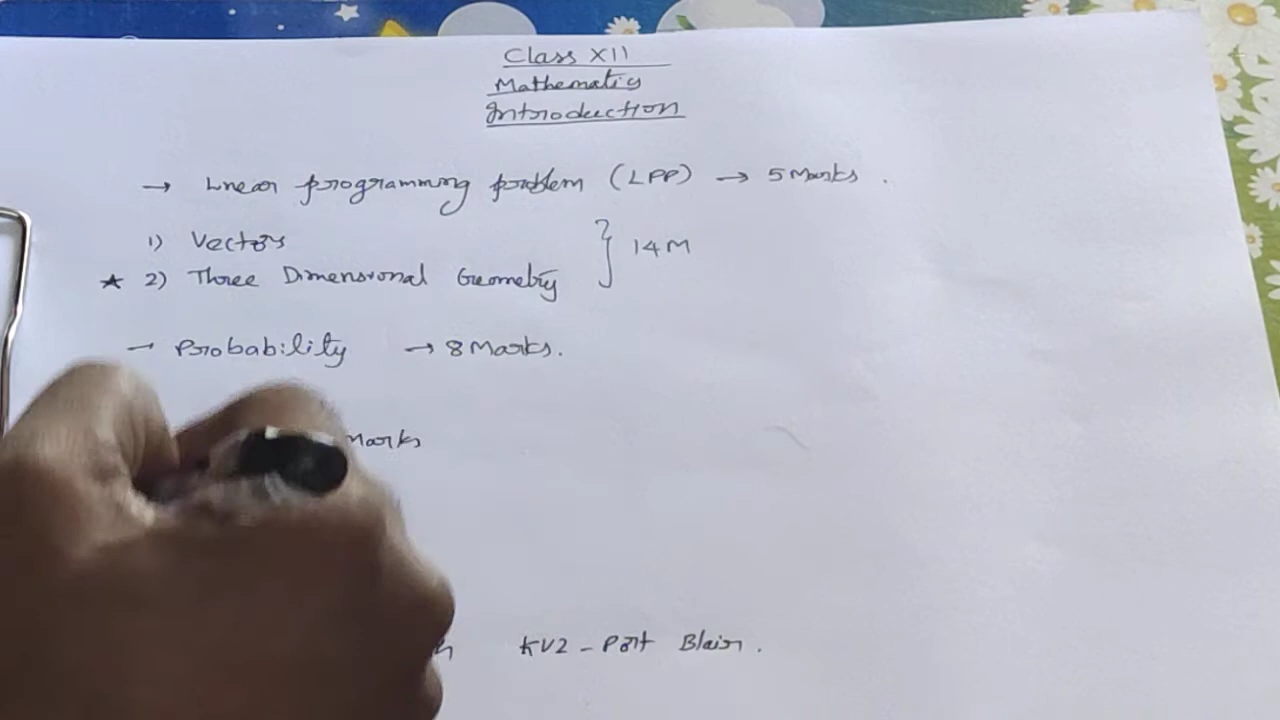 Class XII
Mathematics
Introduction
→ Linear programming problem (LPP) → 5 Marks .
1) Vectors
★ 2) Three Dimensional Geometry } 14M
→ Probability → 8 Marks.
Marks
KV2 - Port Blair .